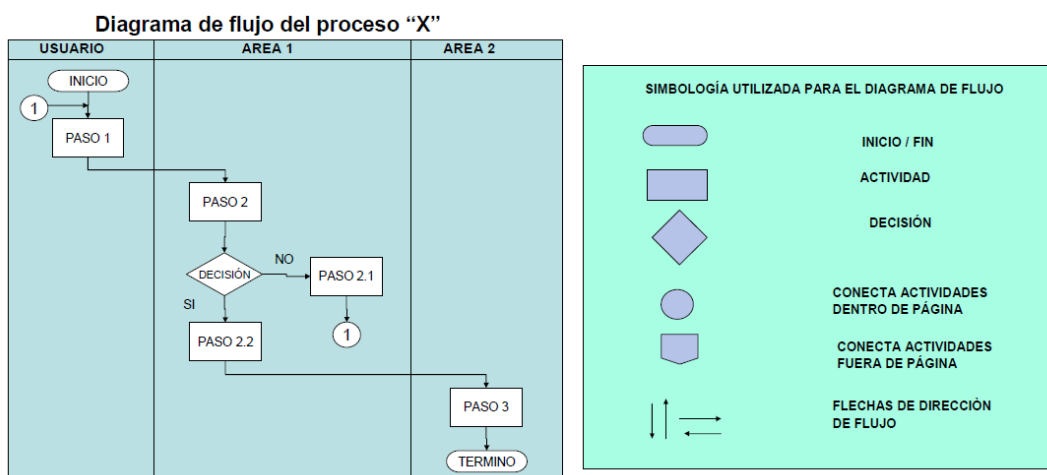 Diagrama de flujo del proceso “X”
USUARIO
AREA 1
AREA 2
INICIO
1
PASO 1
PASO 2
DECISIÓN
NO
PASO 2.1
SI
1
PASO 2.2
PASO 3
TERMINO
SIMBOLOGÍA UTILIZADA PARA EL DIAGRAMA DE FLUJO
INICIO / FIN
ACTIVIDAD
DECISIÓN
CONECTA ACTIVIDADES
DENTRO DE PÁGINA
CONECTA ACTIVIDADES
FUERA DE PÁGINA
FLECHAS DE DIRECCIÒN
DE FLUJO